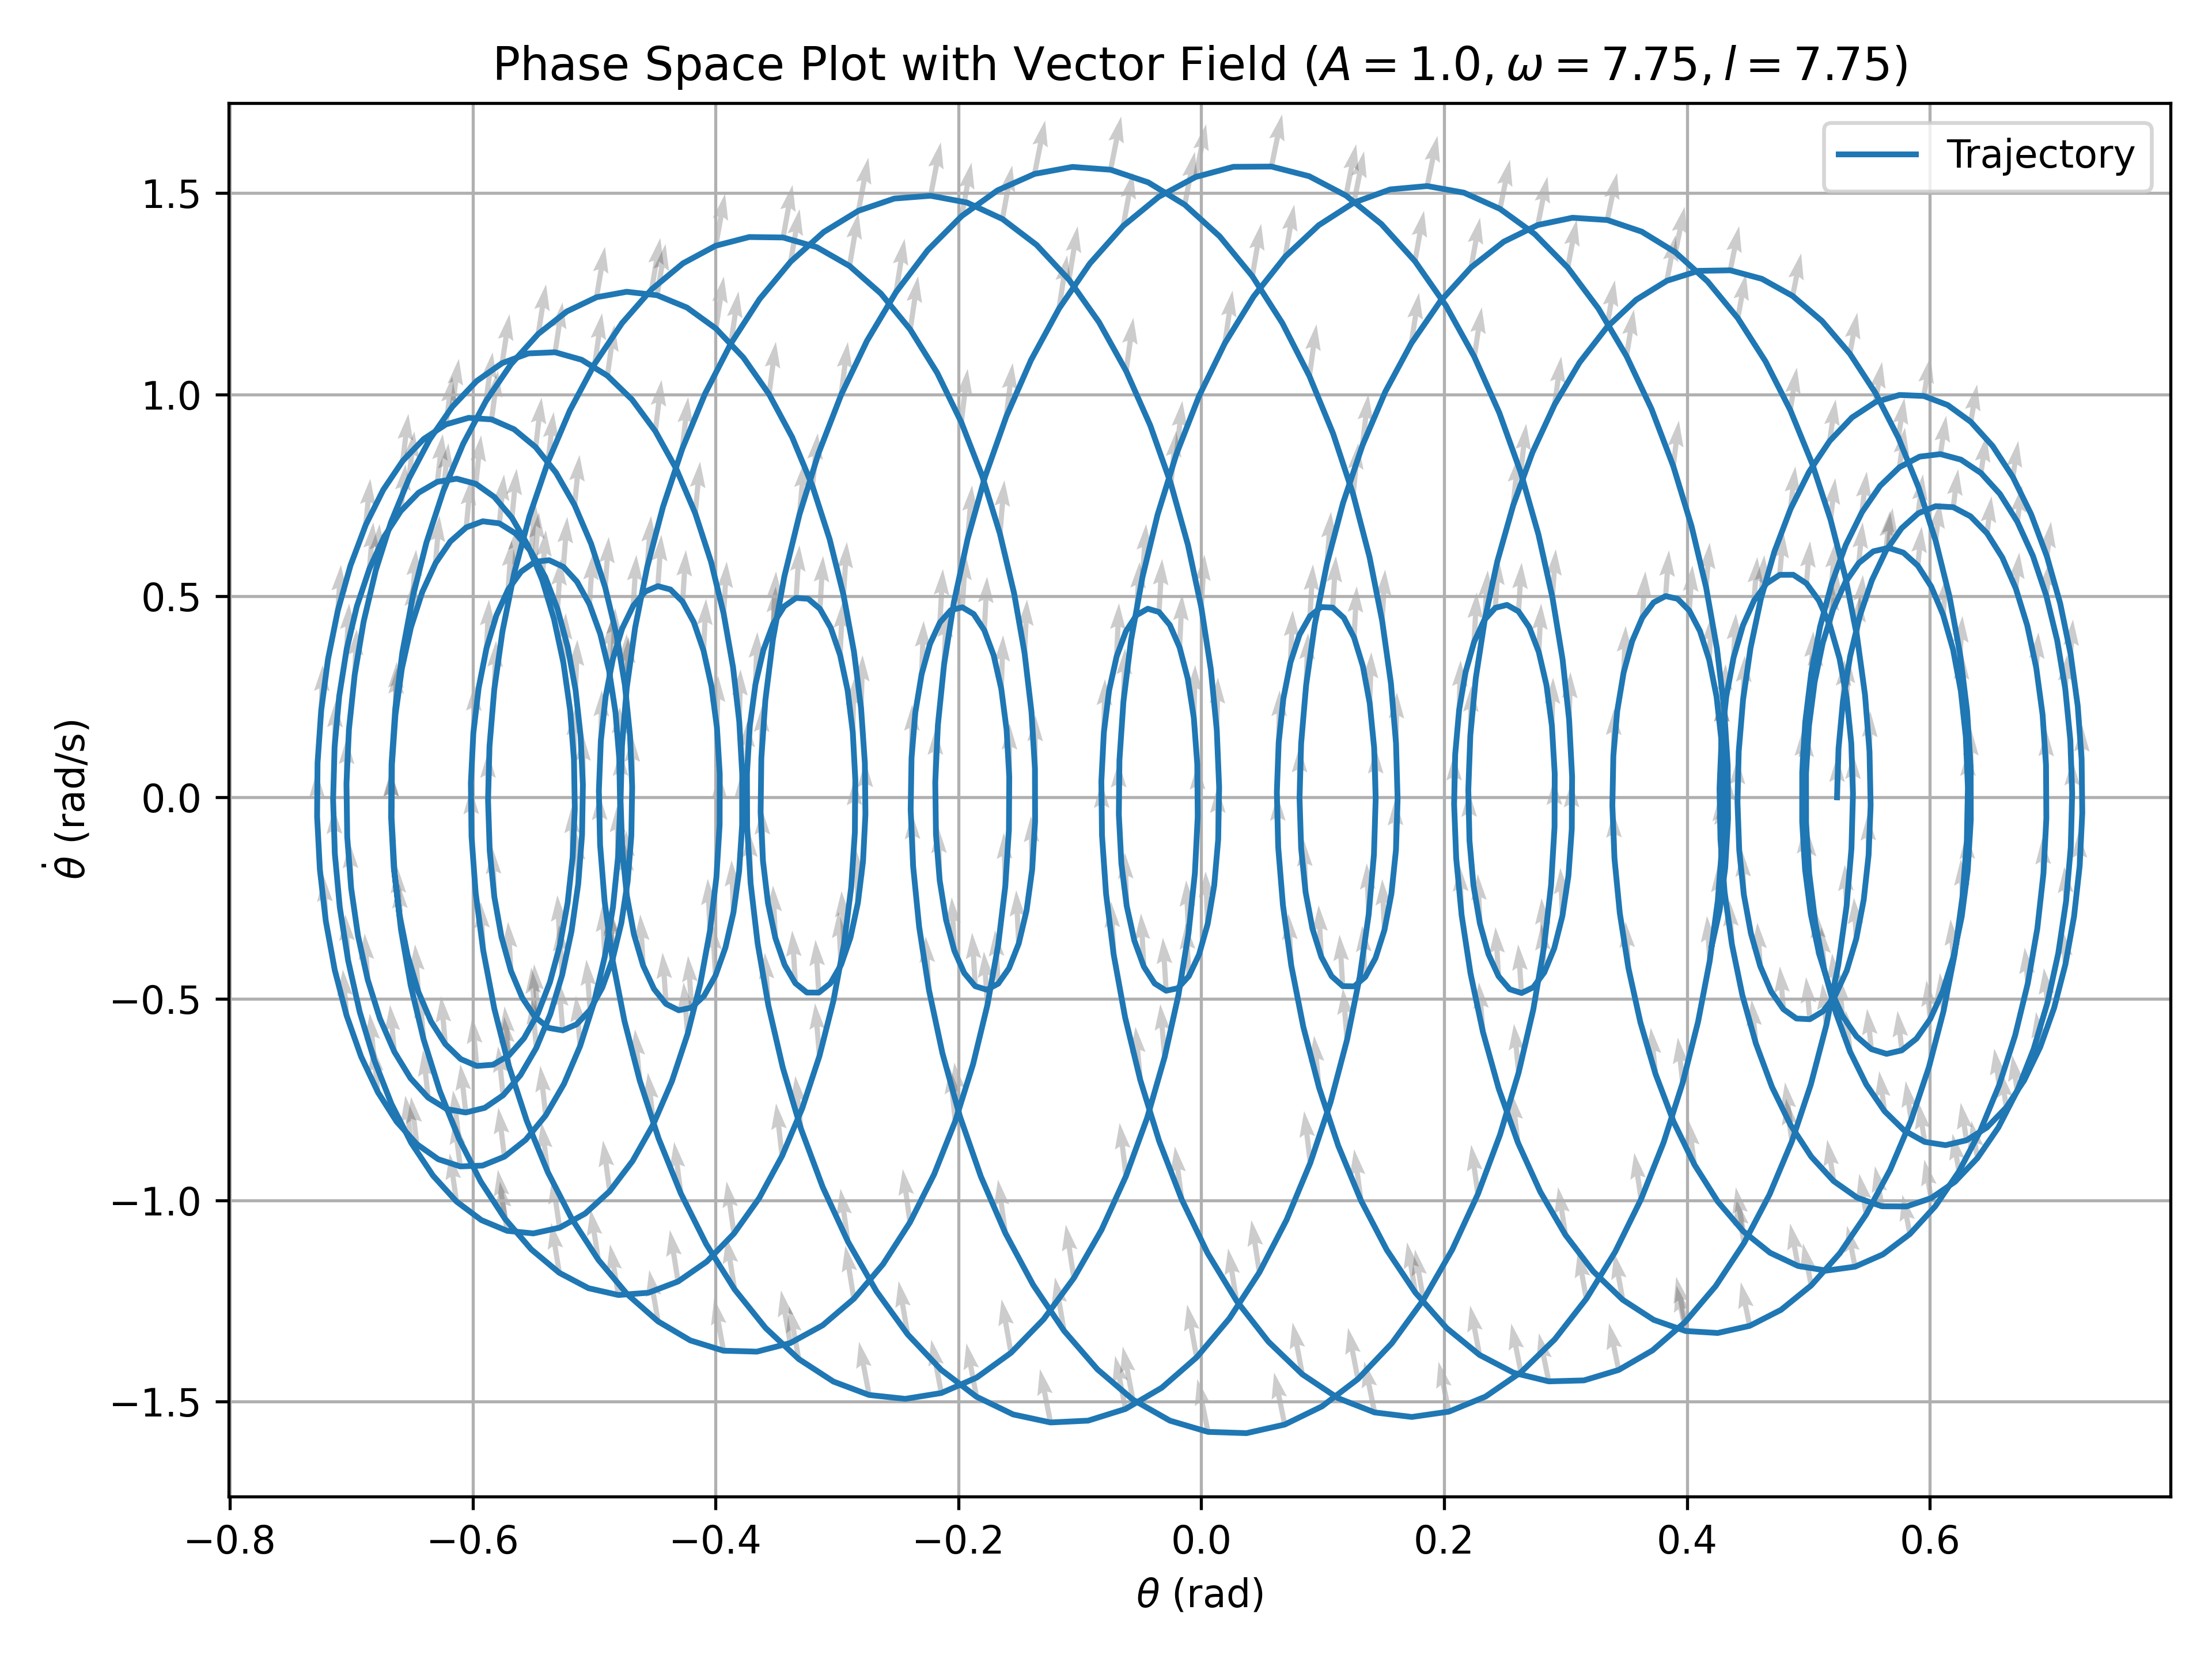 Phase Space Plot with Vector Field (A = 1.0, ω = 7.75, l = 7.75)
Trajectory
1.5
1.0
0.5
0.0
−0.5
−1.0
−1.5
θ̇ (rad/s)
−0.8 −0.6 −0.4 −0.2 0.0 0.2 0.4 0.6
θ (rad)